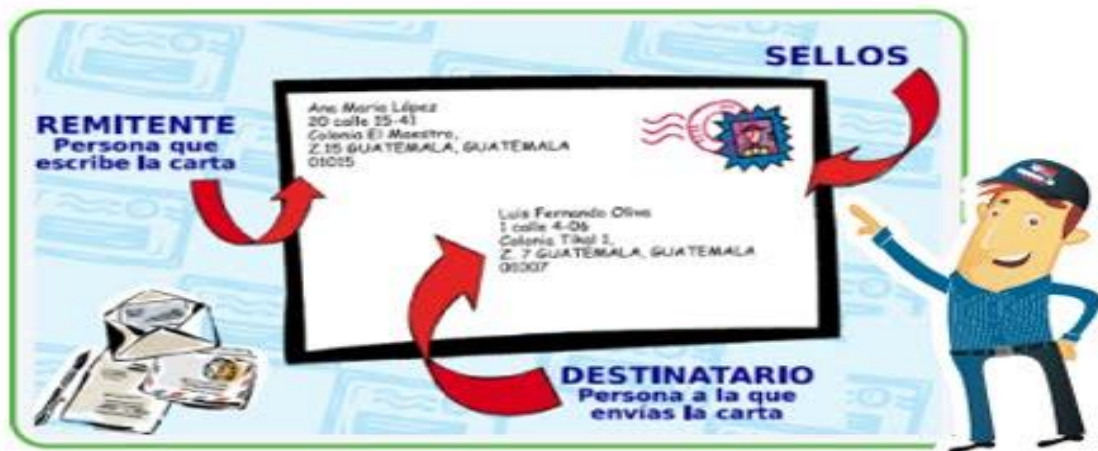 SELLOS
REMITENTE
Persona que
escribe la carta
Ana María López
20 calle 15-41
Colonia El Maestro,
Z.15 GUATEMALA, GUATEMALA
01015
Luis Fernando Oliva
1 calle 4-06
Colonia Tikal I,
Z. 7 GUATEMALA, GUATEMALA
01007
DESTINATARIO
Persona a la que
envías la carta